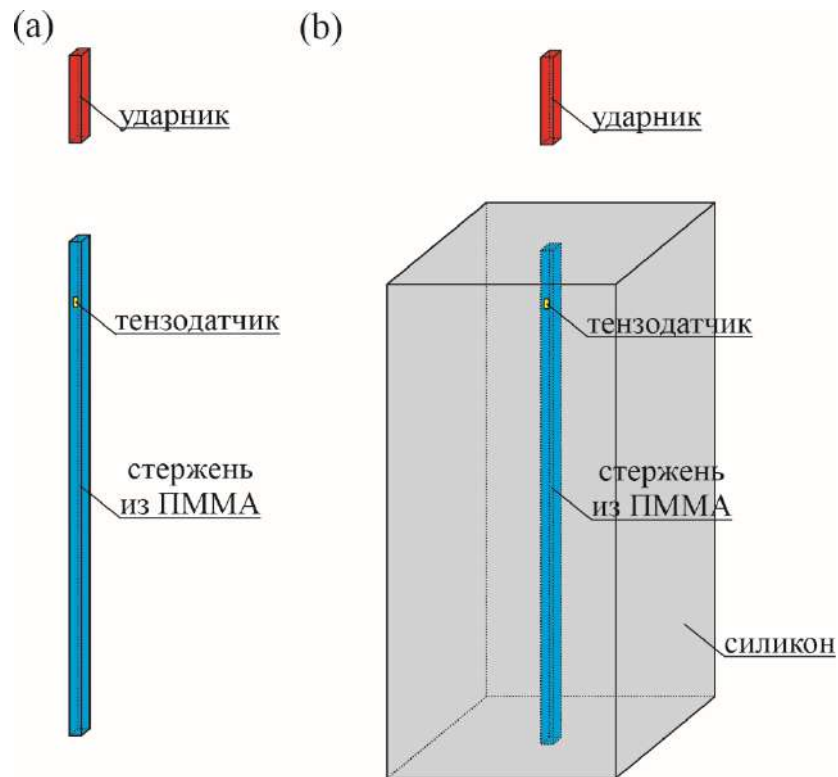 (a)
(b)
ударник
ударник
тензодатчик
тензодатчик
стержень
из ПММА
стержень
из ПММА
силикон